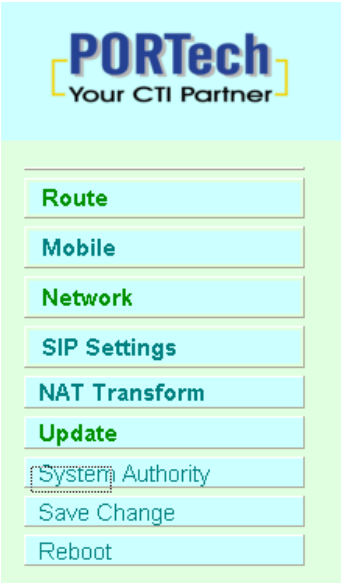 PORTech
Your CTI Partner
Route
Mobile
Network
SIP Settings
NAT Transform
Update
System Authority
Save Change
Reboot